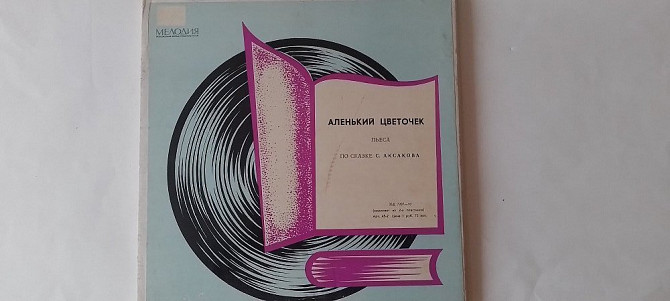 МЕЛОДИЯ
АЛЕНЬКИЙ ЦВЕТОЧЕК
ПЬЕСА
ПО СКАЗКЕ С. АКСАКОВА